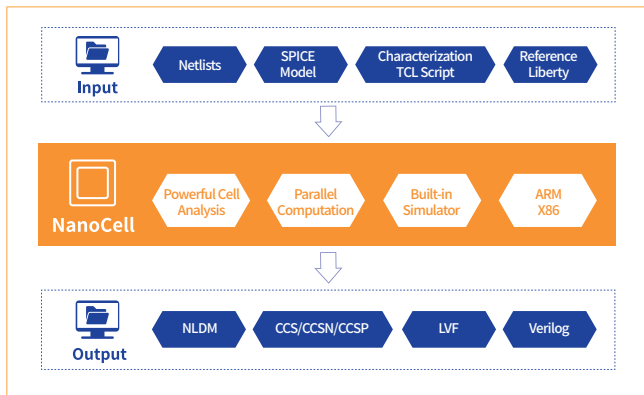 Input
Netlists
SPICE
Model
Characterization
TCL Script
Reference
Liberty
NanoCell
Powerful Cell
Analysis
Parallel
Computation
Built-in
Simulator
ARM
X86
Output
NLDM
CCS/CCSN/CCSP
LVF
Verilog